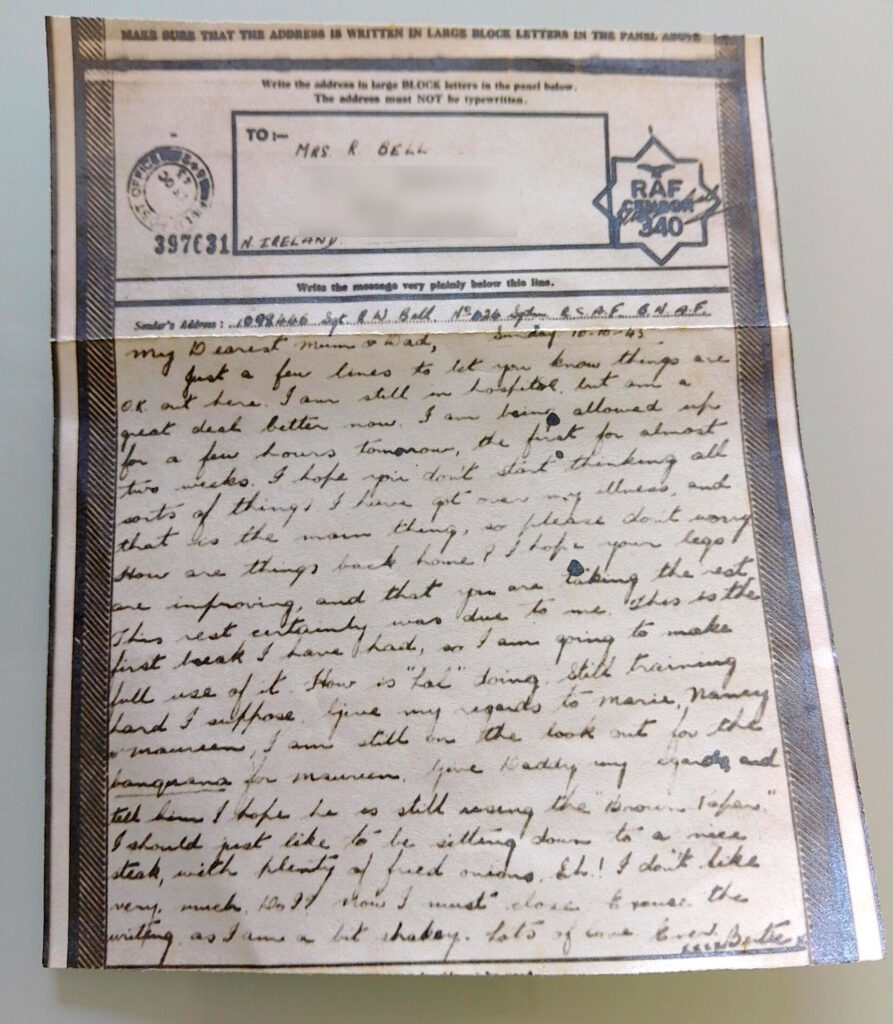 MAKE SURE THAT THE ADDRESS IS WRITTEN IN LARGE BLOCK LETTERS IN THE PANEL ABOVE
Write the address in large BLOCK letters in the panel below.
The address must NOT be typewritten.
TO:—
MRS. R. BELL
N. IRELAND
POST OFFICE
397631
RAF
CENSOR
340
Write the message very plainly below this line.
Sender's Address: 1098466 Sgt. R W Bell. No 1126 R.A.F. B.N.A.F.
Sunday 10-10-43
My Dearest Mum & Dad,
Just a few lines to let you know things are
O.K. out here. I am still in hospital, but am a
great deal better now. I am being allowed up
for a few hours tomorrow, the first for almost
two weeks. I hope you don't start thinking all
sorts of things I have got over my illness, and
that is the main thing, so please don't worry
How are things back home? I hope your legs
are improving, and that you are taking the rest
This rest certainly was due to me. This is the
first break I have had, so I am going to make
full use of it. How is "Hal" doing. Still training
hard I suppose. Give my regards to Marie, Nancy
& Maureen, I am still on the look out for the
for Maureen. Give Daddy my regards and
tell him I hope he is still using the "Brown Paper"
I should just like to be sitting down to a nice
steak, with plenty of fried onions. Eh! I don't like
very much. Do I? Now I must close. Excuse the
writing, as I am a bit shakey. Lots of love Ever
xxxx Bertie x